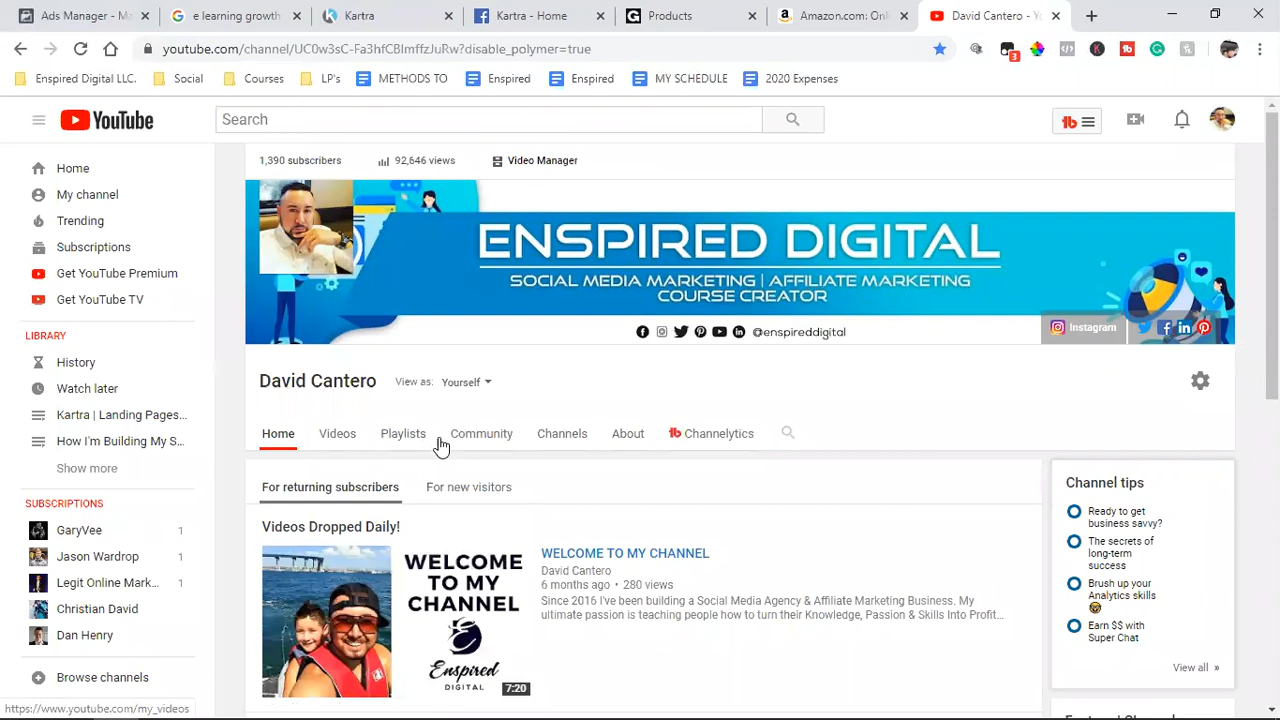 Ads Manager - Ma
e learning growth
Kartra
Kartra - Home
Products
Amazon.com: Onli
David Cantero - Yo
youtube.com/channel/UC0w3sC-Fa3hfCBlmffzJuRw?disable_polymer=true
3
Enspired Digital LLC.
Social
Courses
LP's
METHODS TO
Enspired
Enspired
MY SCHEDULE
2020 Expenses
YouTube
Search
1,390 subscribers
92,646 views
Video Manager
Home
My channel
Trending
Subscriptions
Get YouTube Premium
Get YouTube TV
LIBRARY
History
Watch later
Kartra | Landing Pages...
How I'm Building My S...
Show more
SUBSCRIPTIONS
GaryVee 1
Jason Wardrop 1
Legit Online Mark... 1
Christian David
Dan Henry
Browse channels
https://www.youtube.com/my_videos
ENSPIRED DIGITAL
SOCIAL MEDIA MARKETING | AFFILIATE MARKETING
COURSE CREATOR
@enspireddigital
Instagram
David Cantero
View as: Yourself
Home
Videos
Playlists
Community
Channels
About
Channelytics
For returning subscribers
For new visitors
Videos Dropped Daily!
WELCOME
TO MY
CHANNEL
Enspired
DIGITAL
7:20
WELCOME TO MY CHANNEL
David Cantero
6 months ago • 280 views
Since 2016 I've been building a Social Media Agency & Affiliate Marketing Business. My
ultimate passion is teaching people how to turn their Knowledge, Passion & Skills Into Profit...
Channel tips
Ready to get
business savvy?
The secrets of
long-term
success
Brush up your
Analytics skills
Earn $$ with
Super Chat
View all »